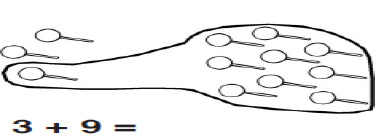 3 + 9 =